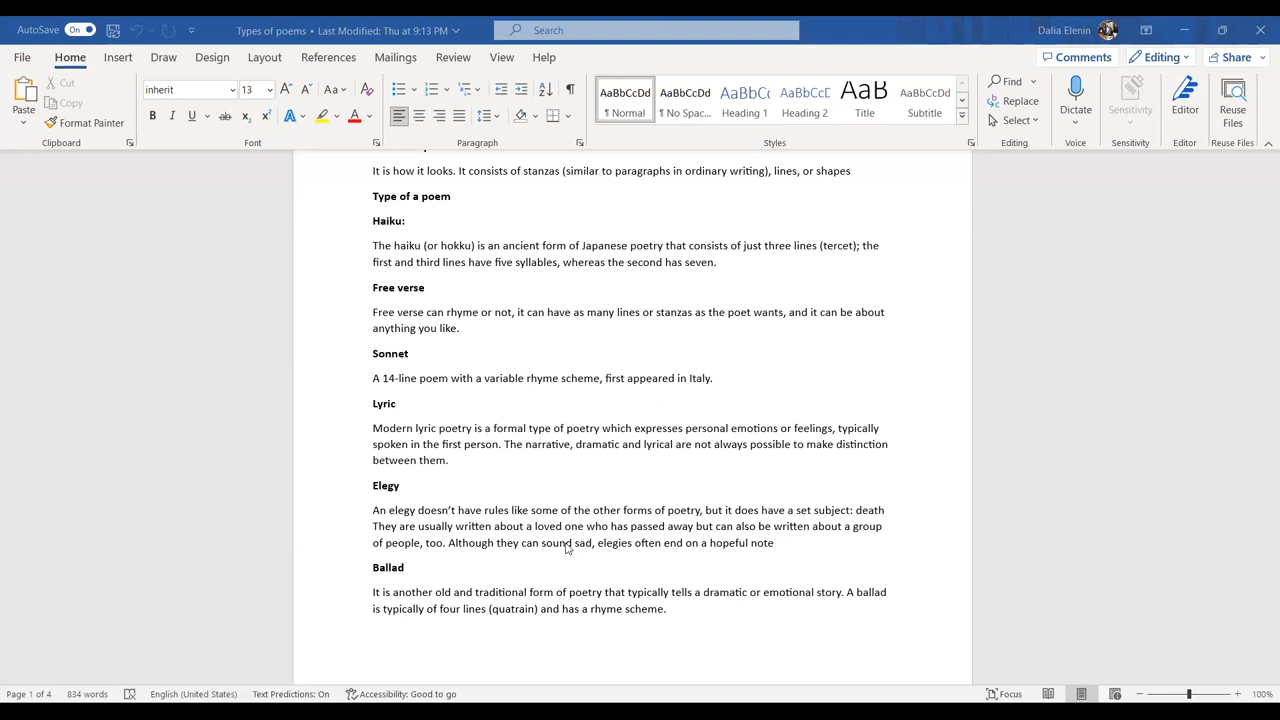 AutoSave On Types of poems • Last Modified: Thu at 9:13 PM Search Dalia Elenin
File Home Insert Draw Design Layout References Mailings Review View Help Comments Editing Share
Paste Cut Copy Format Painter Clipboard
inherit 13 Aa B I U ab x₂ x² A A Font
Paragraph
AaBbCcDd ¶ Normal AaBbCcDd ¶ No Spac... AaBbCc Heading 1 AaBbCcD Heading 2 AaB Title AaBbCcDd Subtitle Styles
Find Replace Select Editing
Dictate Voice Sensitivity Sensitivity Editor Editor Reuse Files Reuse Files
It is how it looks. It consists of stanzas (similar to paragraphs in ordinary writing), lines, or shapes
Type of a poem
Haiku:
The haiku (or hokku) is an ancient form of Japanese poetry that consists of just three lines (tercet); the
first and third lines have five syllables, whereas the second has seven.
Free verse
Free verse can rhyme or not, it can have as many lines or stanzas as the poet wants, and it can be about
anything you like.
Sonnet
A 14-line poem with a variable rhyme scheme, first appeared in Italy.
Lyric
Modern lyric poetry is a formal type of poetry which expresses personal emotions or feelings, typically
spoken in the first person. The narrative, dramatic and lyrical are not always possible to make distinction
between them.
Elegy
An elegy doesn’t have rules like some of the other forms of poetry, but it does have a set subject: death
They are usually written about a loved one who has passed away but can also be written about a group
of people, too. Although they can sound sad, elegies often end on a hopeful note
Ballad
It is another old and traditional form of poetry that typically tells a dramatic or emotional story. A ballad
is typically of four lines (quatrain) and has a rhyme scheme.
Page 1 of 4 834 words English (United States) Text Predictions: On Accessibility: Good to go Focus 100%